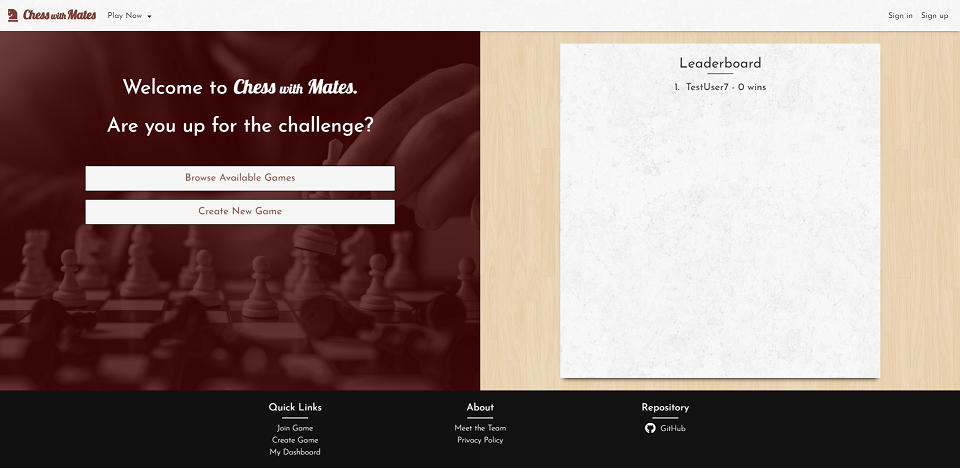 Chess with Mates
Play Now
Sign in
Sign up
Welcome to Chess with Mates.
Are you up for the challenge?
Browse Available Games
Create New Game
Leaderboard
1. TestUser7 - 0 wins
Quick Links
Join Game
Create Game
My Dashboard
About
Meet the Team
Privacy Policy
Repository
GitHub